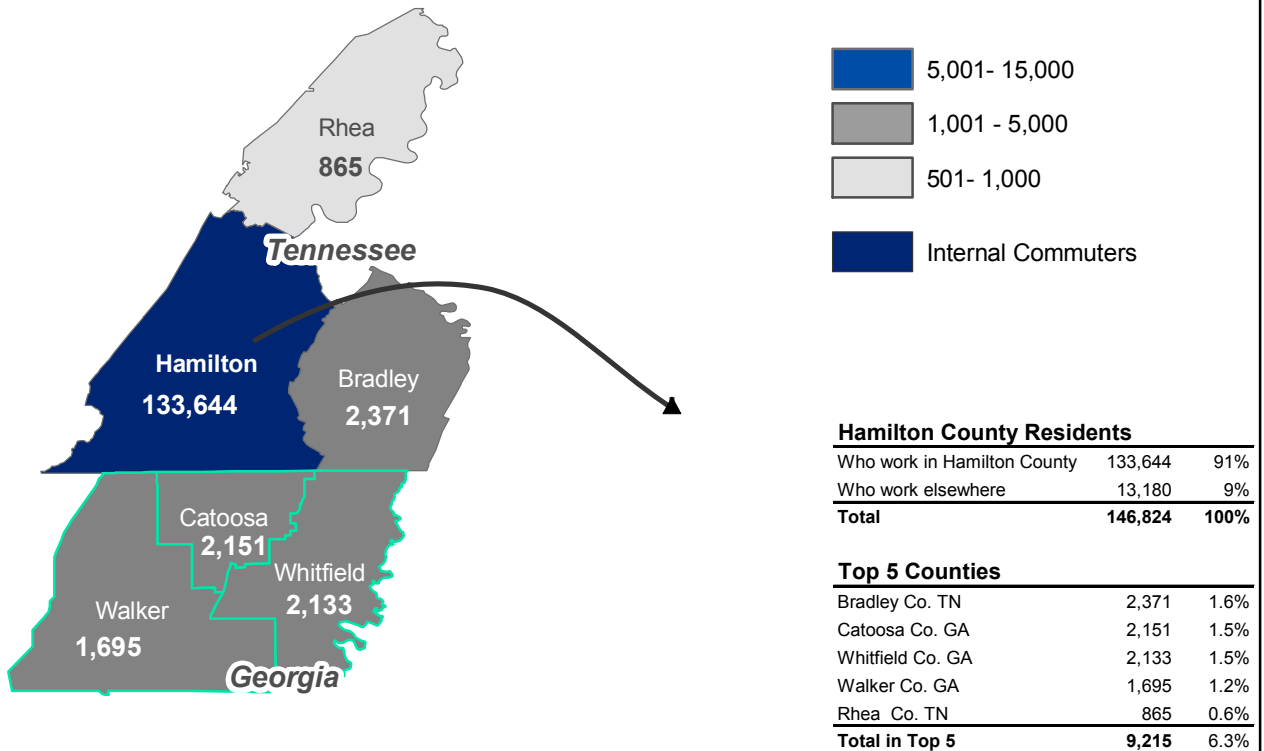 Rhea
865
Tennessee
Hamilton
133,644
Bradley
2,371
Catoosa
2,151
Whitfield
2,133
Walker
1,695
Georgia
5,001- 15,000
1,001 - 5,000
501- 1,000
Internal Commuters
Hamilton County Residents
Who work in Hamilton County 133,644 91%
Who work elsewhere 13,180 9%
Total 146,824 100%
Top 5 Counties
Bradley Co. TN 2,371 1.6%
Catoosa Co. GA 2,151 1.5%
Whitfield Co. GA 2,133 1.5%
Walker Co. GA 1,695 1.2%
Rhea Co. TN 865 0.6%
Total in Top 5 9,215 6.3%